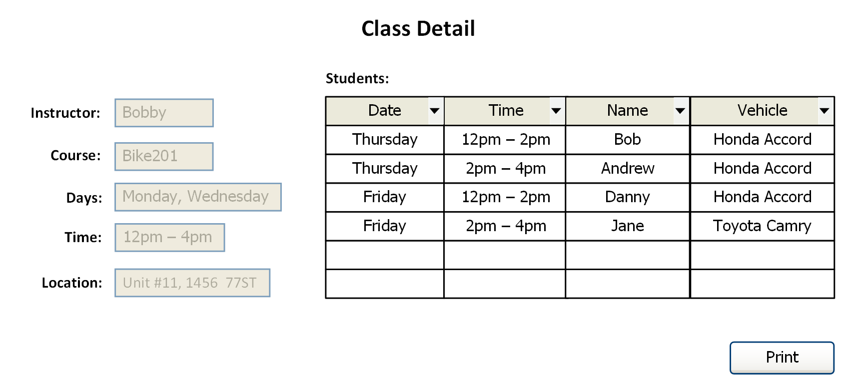 Class Detail
Instructor: Bobby
Course: Bike201
Days: Monday, Wednesday
Time: 12pm – 4pm
Location: Unit #11, 1456  77ST
Students:
Date Time Name Vehicle
Thursday 12pm – 2pm Bob Honda Accord
Thursday 2pm – 4pm Andrew Honda Accord
Friday 12pm – 2pm Danny Honda Accord
Friday 2pm – 4pm Jane Toyota Camry
Print